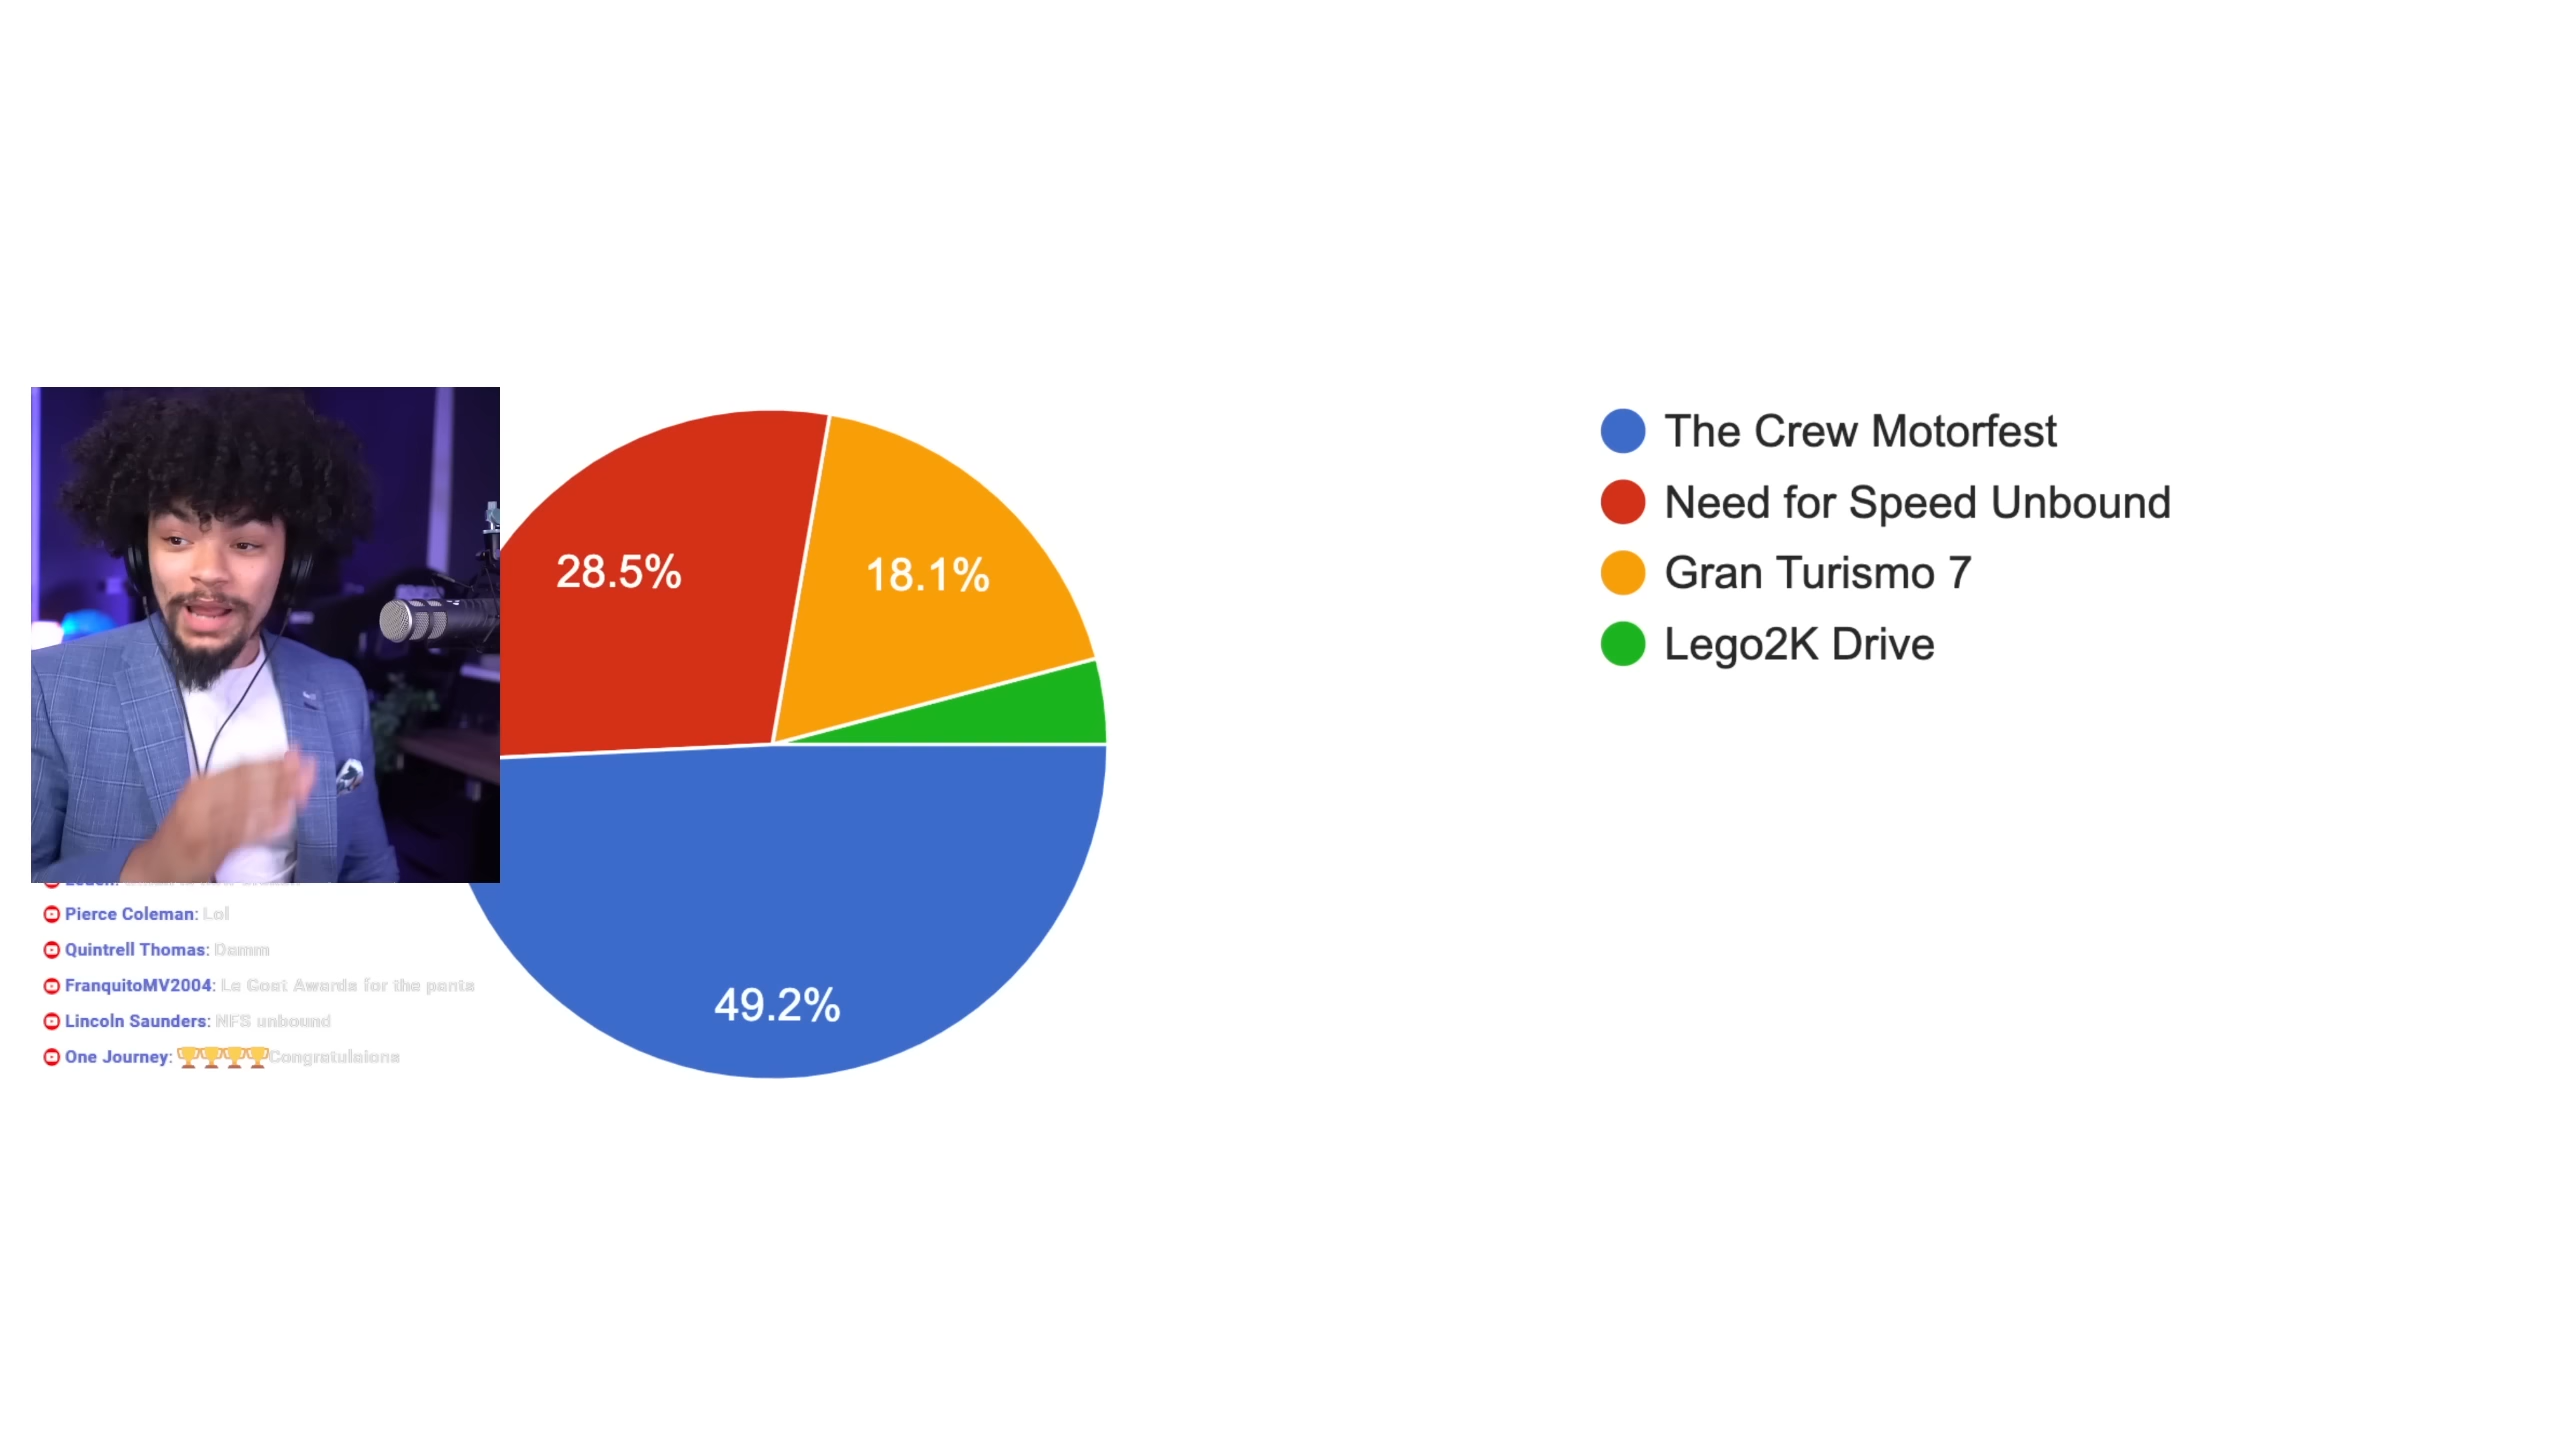 28.5%
18.1%
49.2%
The Crew Motorfest
Need for Speed Unbound
Gran Turismo 7
Lego2K Drive
Pierce Coleman: Lol
Quintrell Thomas: Damm
FranquitoMV2004: Le Goat Awards for the pants
Lincoln Saunders: NFS unbound
One Journey: 🏆🏆🏆🏆Congratulaions